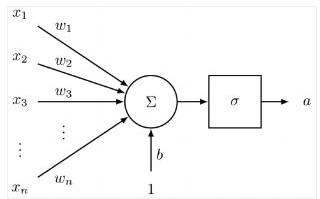 x₁
w₁
x₂
w₂
x₃
w₃
Σ
σ
a
⋮
⋮
b
xₙ
wₙ
1